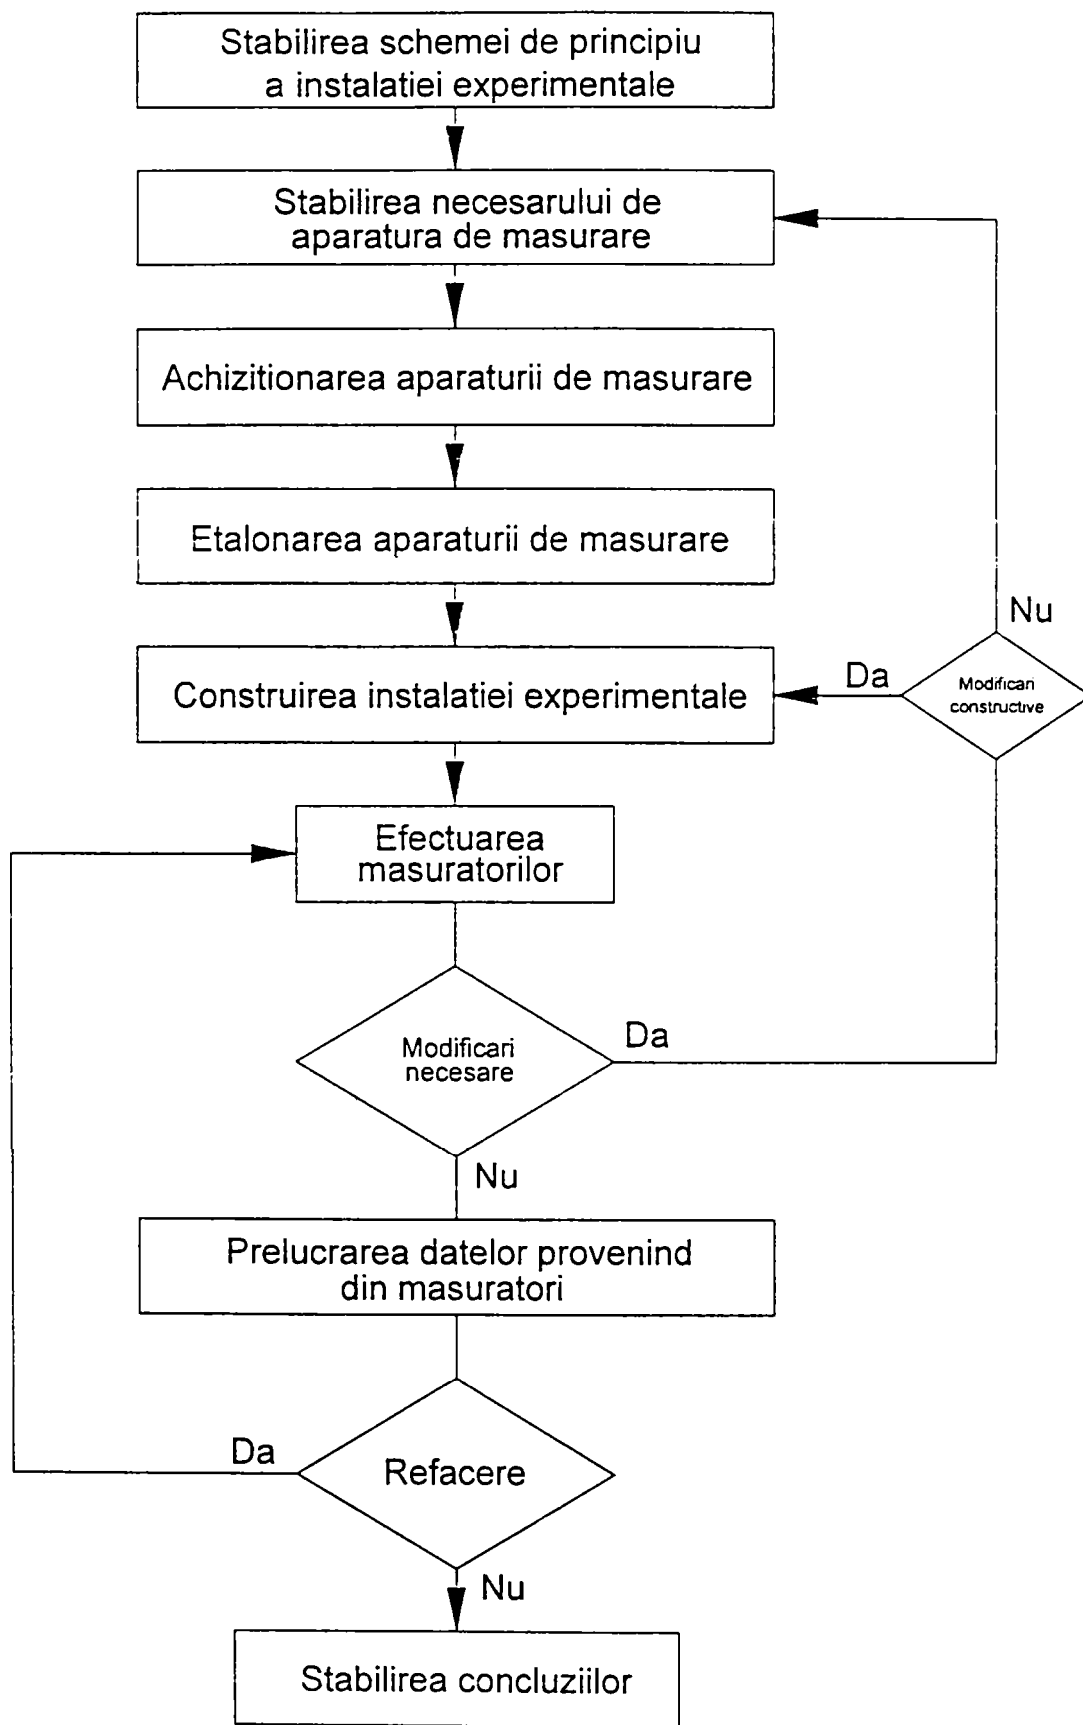 Stabilirea schemei de principiu
a instalatiei experimentale
Stabilirea necesarului de
aparatura de masurare
Achizitionarea aparaturii de masurare
Etalonarea aparaturii de masurare
Nu
Construirea instalatiei experimentale
Da
Modificari
constructive
Efectuarea
masuratorilor
Modificari
necesare
Da
Nu
Prelucrarea datelor provenind
din masuratori
Da
Refacere
Nu
Stabilirea concluziilor